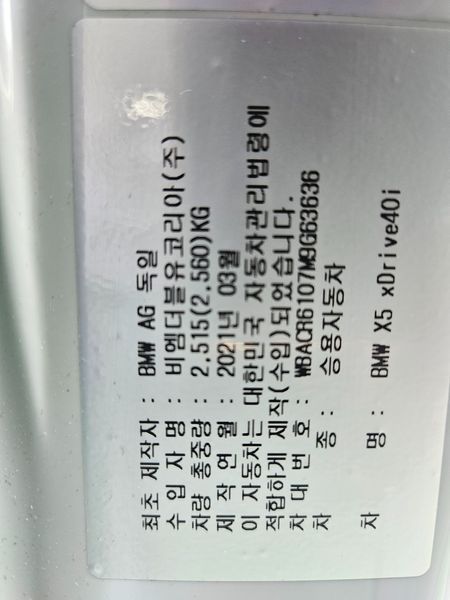 최초 제작자 : BMW AG 독일
수 입 자 명 : 비엠더블유코리아(주)
차량 총중량 : 2,515(2,560)KG
제 작 연 월 : 2021년 03월
이 자동차는 대한민국 자동차관리법령에
적합하게 제작(수입)되었습니다.
차 대 번 호 : WBACR6107M9G63636
차 종 : 승용자동차
차 명 : BMW X5 xDrive40i